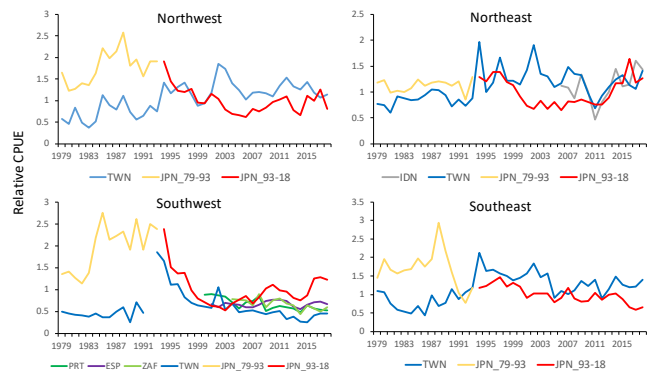 Relative CPUE
Northwest
3
2.5
2
1.5
1
0.5
0
1979 1983 1987 1991 1995 1999 2003 2007 2011 2015
TWN JPN_79-93 JPN_93-18
Northeast
2.5
2
1.5
1
0.5
0
1979 1983 1987 1991 1995 1999 2003 2007 2011 2015
IDN TWN JPN_79-93 JPN_93-18
Southwest
3
2.5
2
1.5
1
0.5
0
1979 1983 1987 1991 1995 1999 2003 2007 2011 2015
PRT ESP ZAF TWN JPN_79-93 JPN_93-18
Southeast
3.5
3
2.5
2
1.5
1
0.5
0
1979 1983 1987 1991 1995 1999 2003 2007 2011 2015
TWN JPN_79-93 JPN_93-18